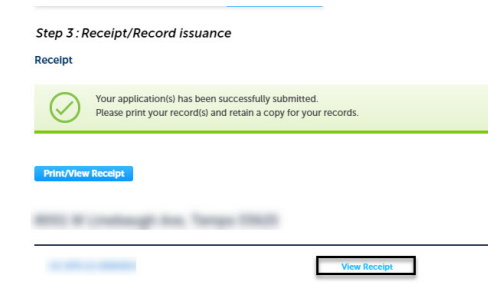 Step 3 : Receipt/Record issuance
Receipt
Your application(s) has been successfully submitted.
Please print your record(s) and retain a copy for your records.
Print/View Receipt
View Receipt